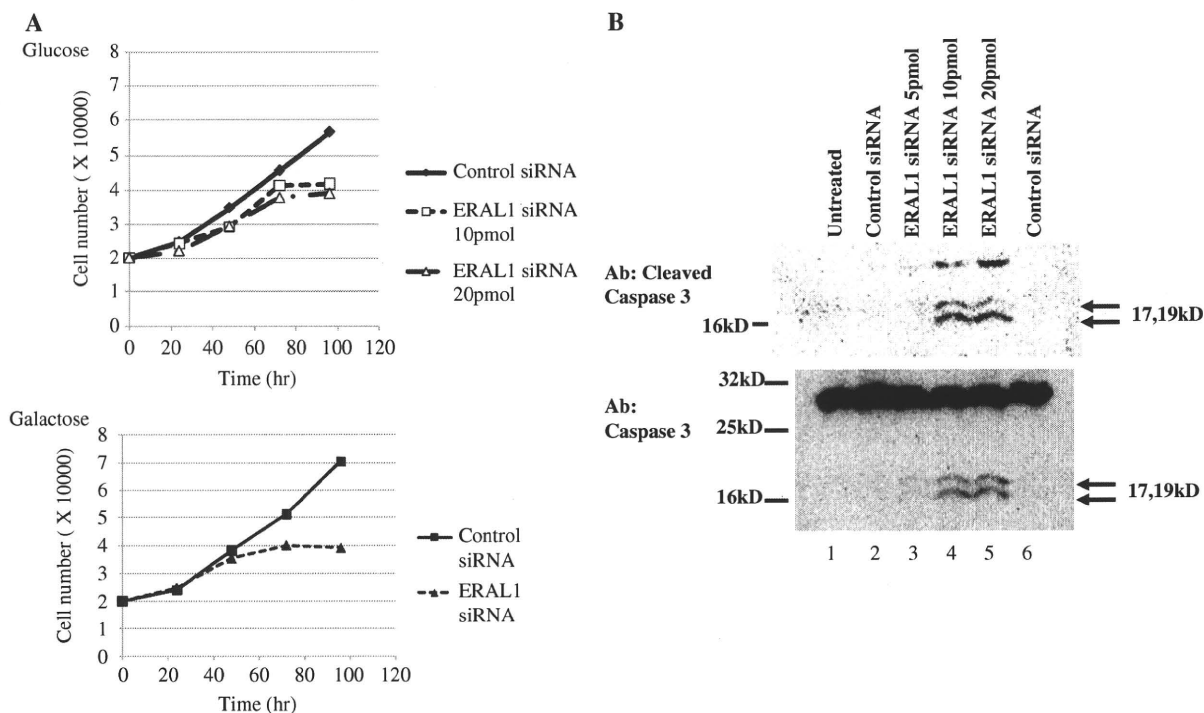 A
Glucose
Cell number ( X 10000)
8
7
6
5
4
3
2
1
0
0 20 40 60 80 100 120
Time (hr)
Control siRNA
ERAL1 siRNA
10pmol
ERAL1 siRNA
20pmol
Galactose
Cell number ( X 10000)
8
7
6
5
4
3
2
1
0
0 20 40 60 80 100 120
Time (hr)
Control
siRNA
ERAL1
siRNA
B
Untreated
Control siRNA
ERAL1 siRNA 5pmol
ERAL1 siRNA 10pmol
ERAL1 siRNA 20pmol
Control siRNA
Ab: Cleaved
Caspase 3
16kD
17,19kD
Ab:
Caspase 3
32kD
25kD
16kD
17,19kD
1 2 3 4 5 6